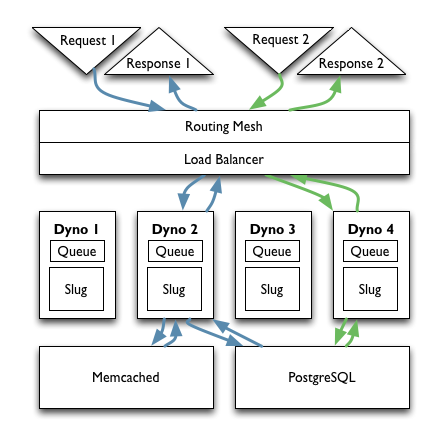 Request 1
Response 1
Request 2
Response 2
Routing Mesh
Load Balancer
Dyno 1
Dyno 2
Dyno 3
Dyno 4
Queue
Queue
Queue
Queue
Slug
Slug
Slug
Slug
Memcached
PostgreSQL